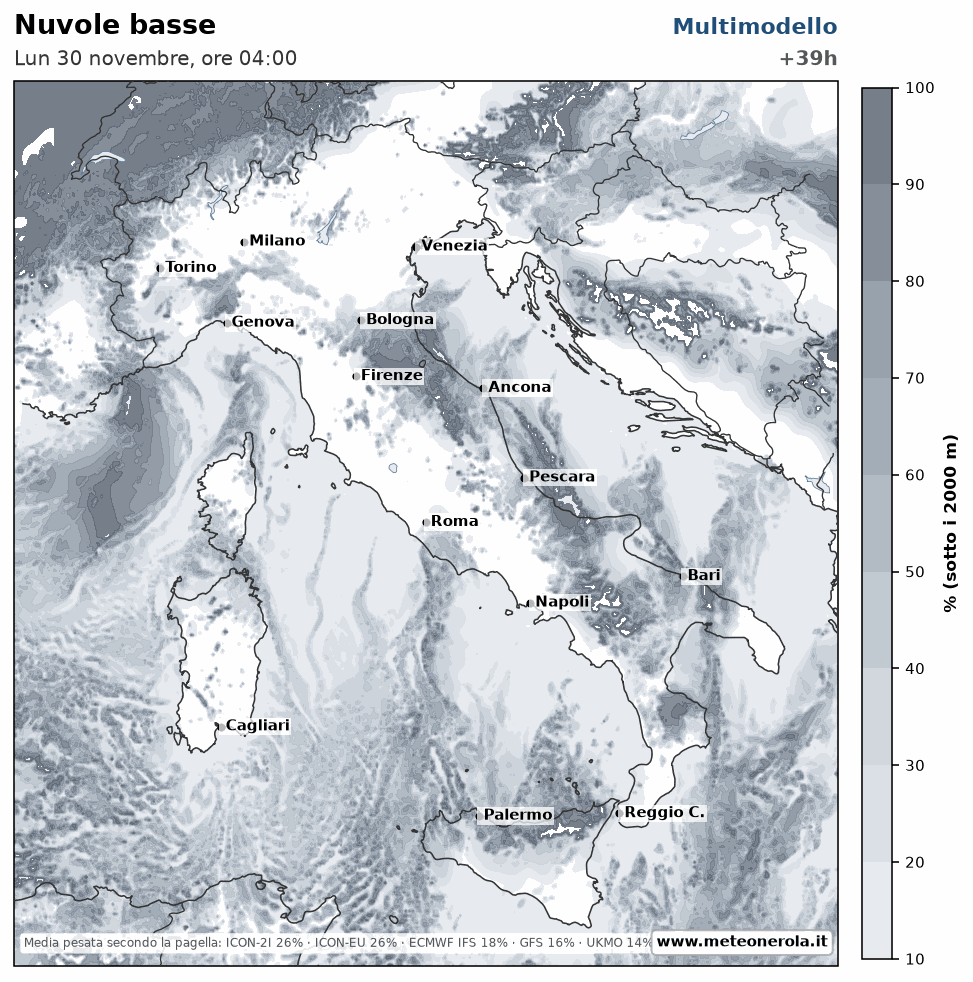 Nuvole basse
Multimodello
Lun 30 novembre, ore 04:00
+39h
100
90
80
70
60
50
40
30
20
10
% (sotto i 2000 m)
Milano
Venezia
Torino
Genova
Bologna
Firenze
Ancona
Pescara
Roma
Bari
Napoli
Cagliari
Palermo
Reggio C.
Media pesata secondo la pagella: ICON-2I 26% · ICON-EU 26% · ECMWF IFS 18% · GFS 16% · UKMO 14%
www.meteonerola.it